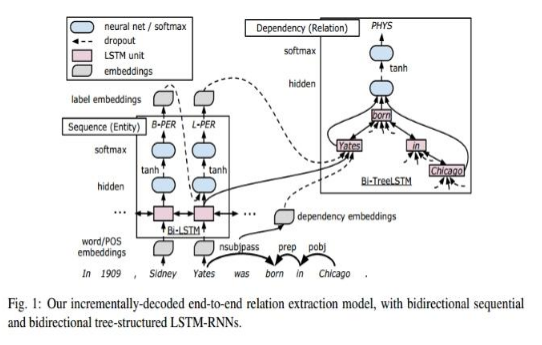 neural net / softmax
dropout
LSTM unit
embeddings
Dependency (Relation)
PHYS
softmax
tanh
hidden
born
Yates
in
Chicago
Bi-TreeLSTM
label embeddings
Sequence (Entity)
B-PER L-PER
softmax
tanh tanh
hidden
... ...
Bi-LSTM
dependency embeddings
word/POS
embeddings
nsubjpass prep pobj
In 1909 , Sidney Yates was born in Chicago .
Fig. 1: Our incrementally-decoded end-to-end relation extraction model, with bidirectional sequential
and bidirectional tree-structured LSTM-RNNs.